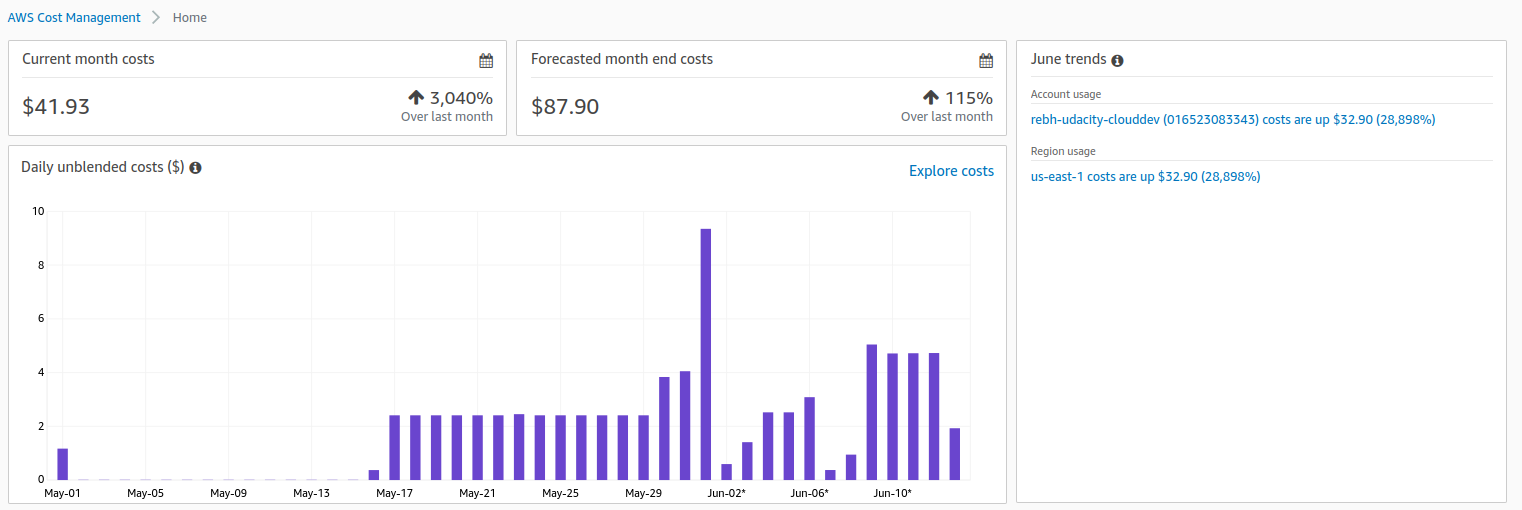 AWS Cost Management > Home
Current month costs
$41.93
3,040%
Over last month
Forecasted month end costs
$87.90
115%
Over last month
June trends
Account usage
rebh-udacity-clouddev (016523083343) costs are up $32.90 (28,898%)
Region usage
us-east-1 costs are up $32.90 (28,898%)
Daily unblended costs ($)
Explore costs
10
8
6
4
2
0
May-01 May-05 May-09 May-13 May-17 May-21 May-25 May-29 Jun-02* Jun-06* Jun-10*